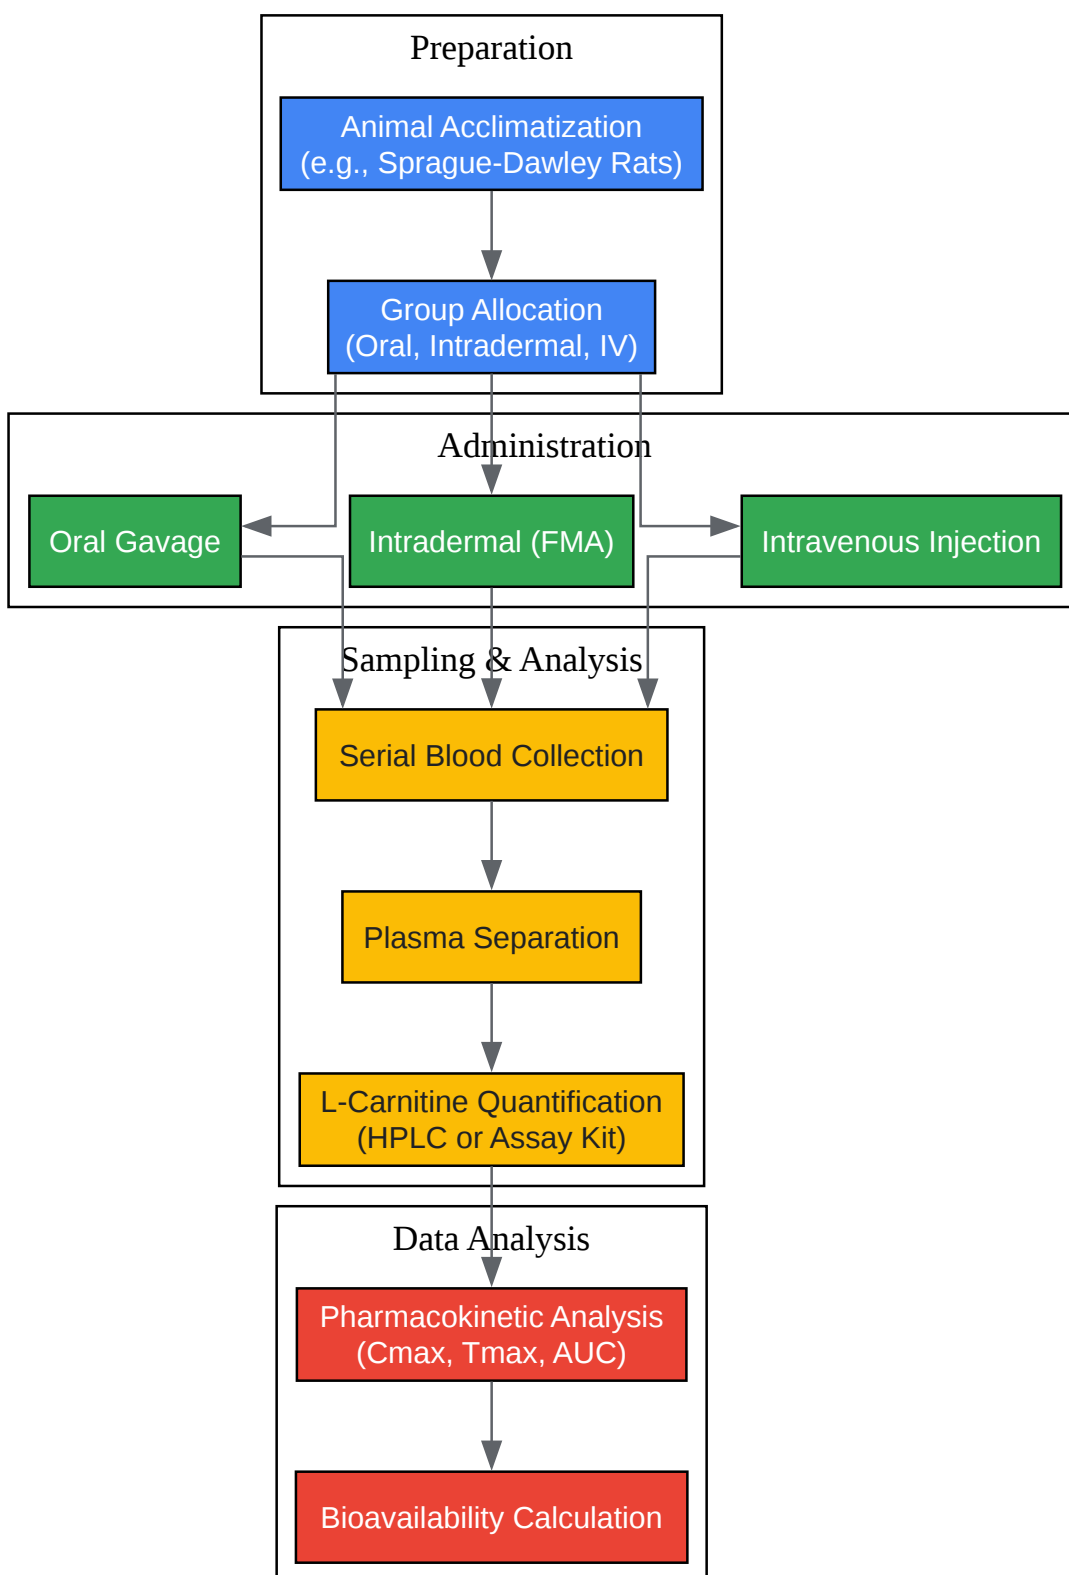 Preparation
Animal Acclimatization
(e.g., Sprague-Dawley Rats)
Group Allocation
(Oral, Intradermal, IV)
Administration
Oral Gavage
Intradermal (FMA)
Intravenous Injection
Sampling & Analysis
Serial Blood Collection
Plasma Separation
L-Carnitine Quantification
(HPLC or Assay Kit)
Data Analysis
Pharmacokinetic Analysis
(Cmax, Tmax, AUC)
Bioavailability Calculation